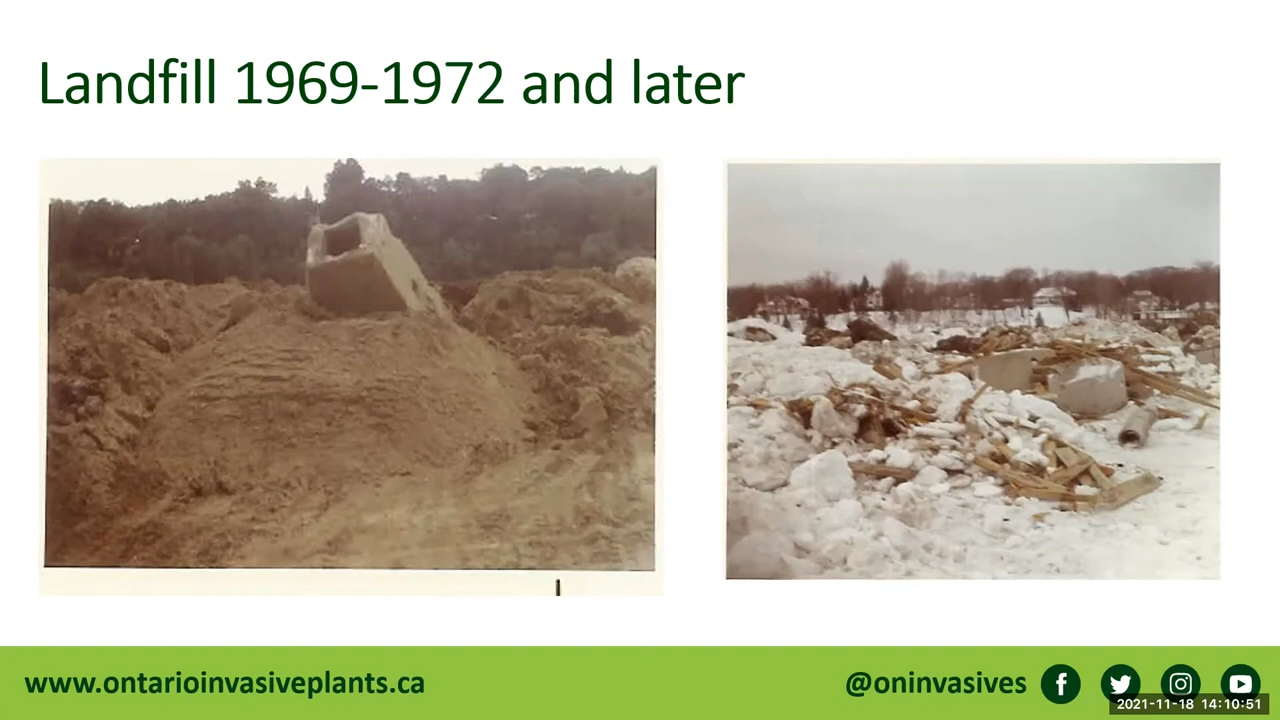 Landfill 1969-1972 and later
www.ontarioinvasiveplants.ca
@oninvasives
2021-11-18 14:10:51